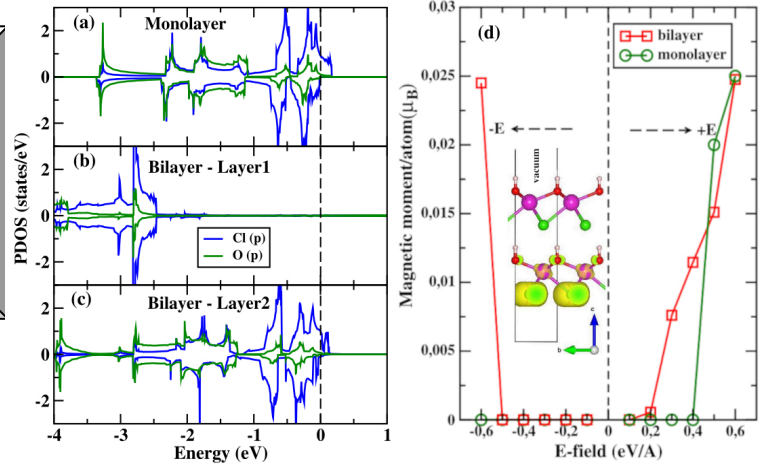 (a)
Monolayer
2
0
-2
(b)
Bilayer - Layer1
2
0
-2
Cl (p)
O (p)
(c)
Bilayer - Layer2
2
0
-2
-4
-3
-2
-1
0
1
PDOS (states/eV)
Energy (eV)
(d)
bilayer
monolayer
0,03
0,025
0,02
0,015
0,01
0,005
0
-E
+E
vacuum
c
b
-0,6
-0,4
-0,2
0
0,2
0,4
0,6
Magnetic moment/atom(μB)
E-field (eV/A)